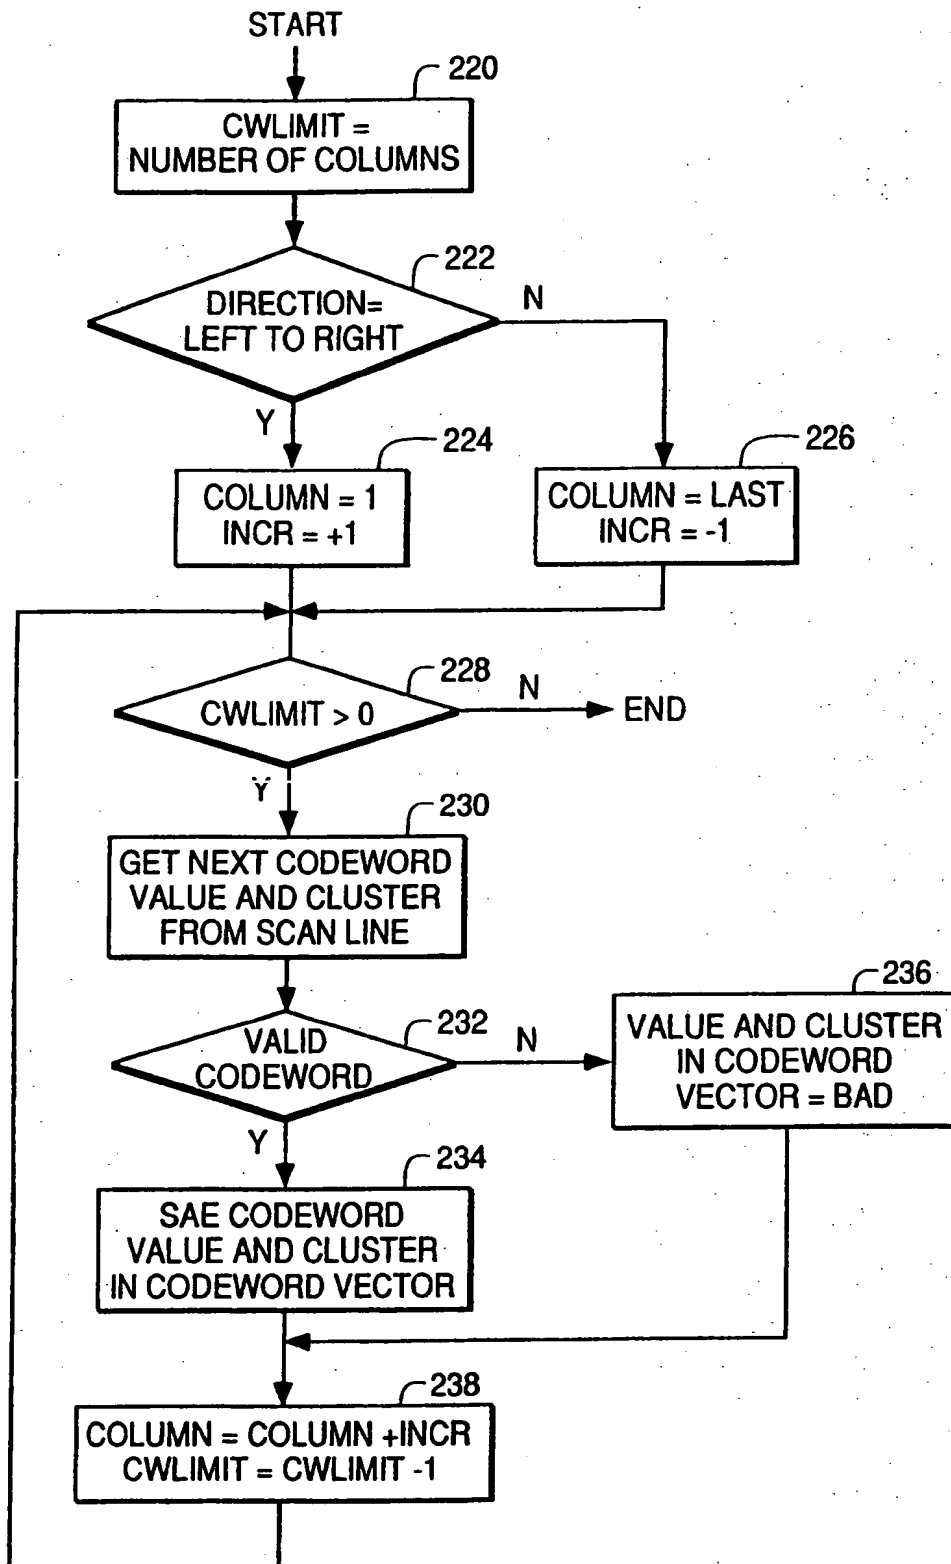 START
220
CWLIMIT =
NUMBER OF COLUMNS
222
DIRECTION=
LEFT TO RIGHT
N
Y
224
COLUMN = 1
INCR = +1
226
COLUMN = LAST
INCR = -1
228
CWLIMIT > 0
N
END
Y
230
GET NEXT CODEWORD
VALUE AND CLUSTER
FROM SCAN LINE
232
VALID
CODEWORD
N
236
VALUE AND CLUSTER
IN CODEWORD
VECTOR = BAD
Y
234
SAE CODEWORD
VALUE AND CLUSTER
IN CODEWORD VECTOR
238
COLUMN = COLUMN +INCR
CWLIMIT = CWLIMIT -1